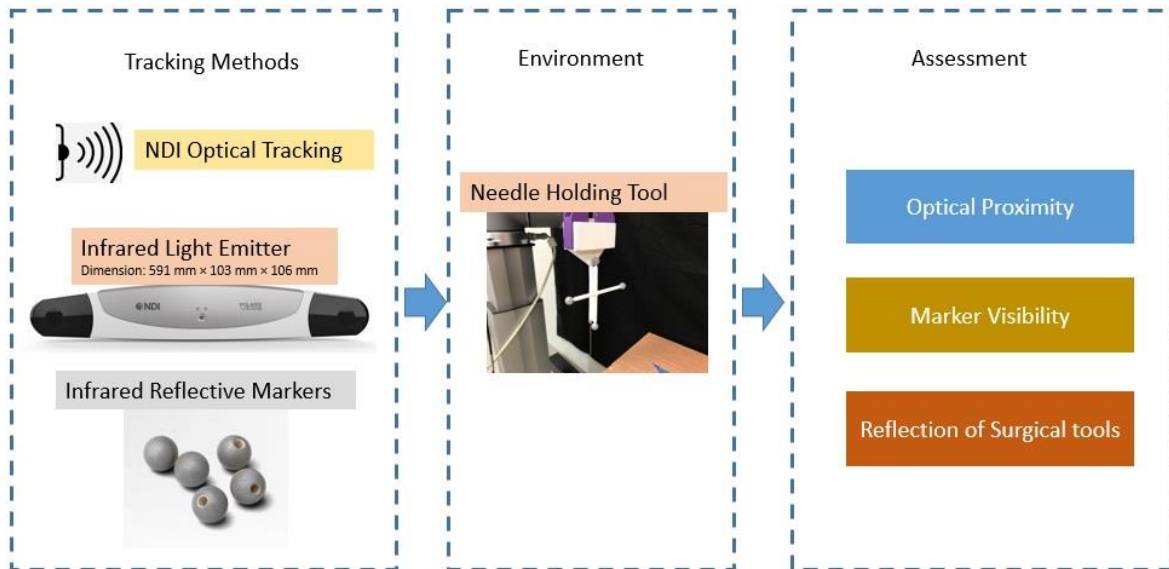 Tracking Methods
NDI Optical Tracking
Infrared Light Emitter
Dimension: 591 mm × 103 mm × 106 mm
NDI
Infrared Reflective Markers
Environment
Needle Holding Tool
Assessment
Optical Proximity
Marker Visibility
Reflection of Surgical tools